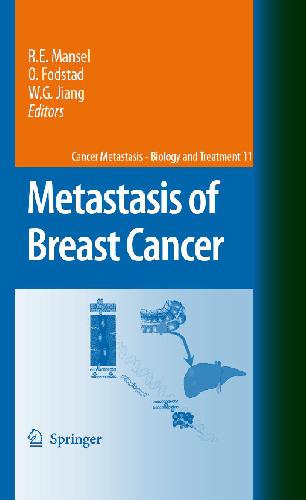 R.E. Mansel
O. Fodstad
W.G. Jiang
Editors
Cancer Metastasis – Biology and Treatment 11
Metastasis of
Breast Cancer
Springer